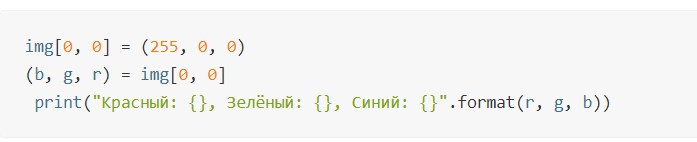 img[0, 0] = (255, 0, 0)
(b, g, r) = img[0, 0]
 print("Красный: {}, Зелёный: {}, Синий: {}".format(r, g, b))